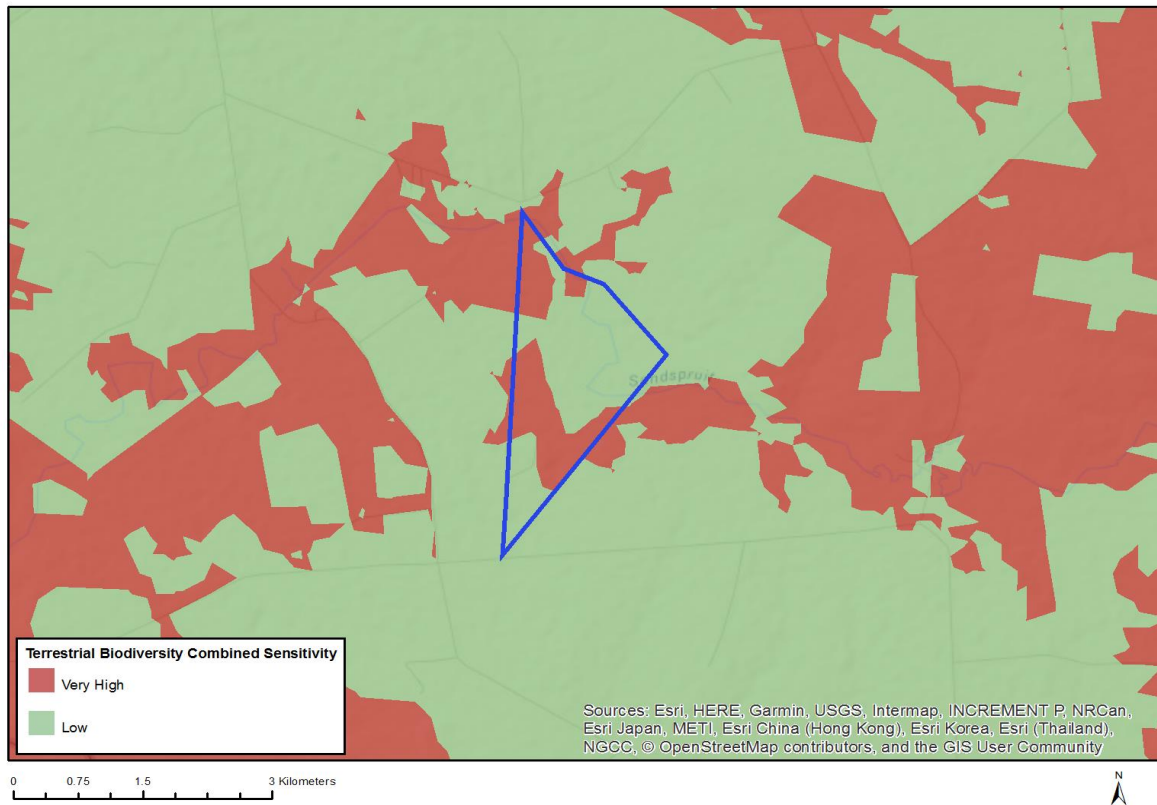 Sandspruit
Terrestrial Biodiversity Combined Sensitivity
Very High
Low
Sources: Esri, HERE, Garmin, USGS, Intermap, INCREMENT P, NRCan,
Esri Japan, METI, Esri China (Hong Kong), Esri Korea, Esri (Thailand),
NGCC, © OpenStreetMap contributors, and the GIS User Community
0 0.75 1.5 3 Kilometers
N